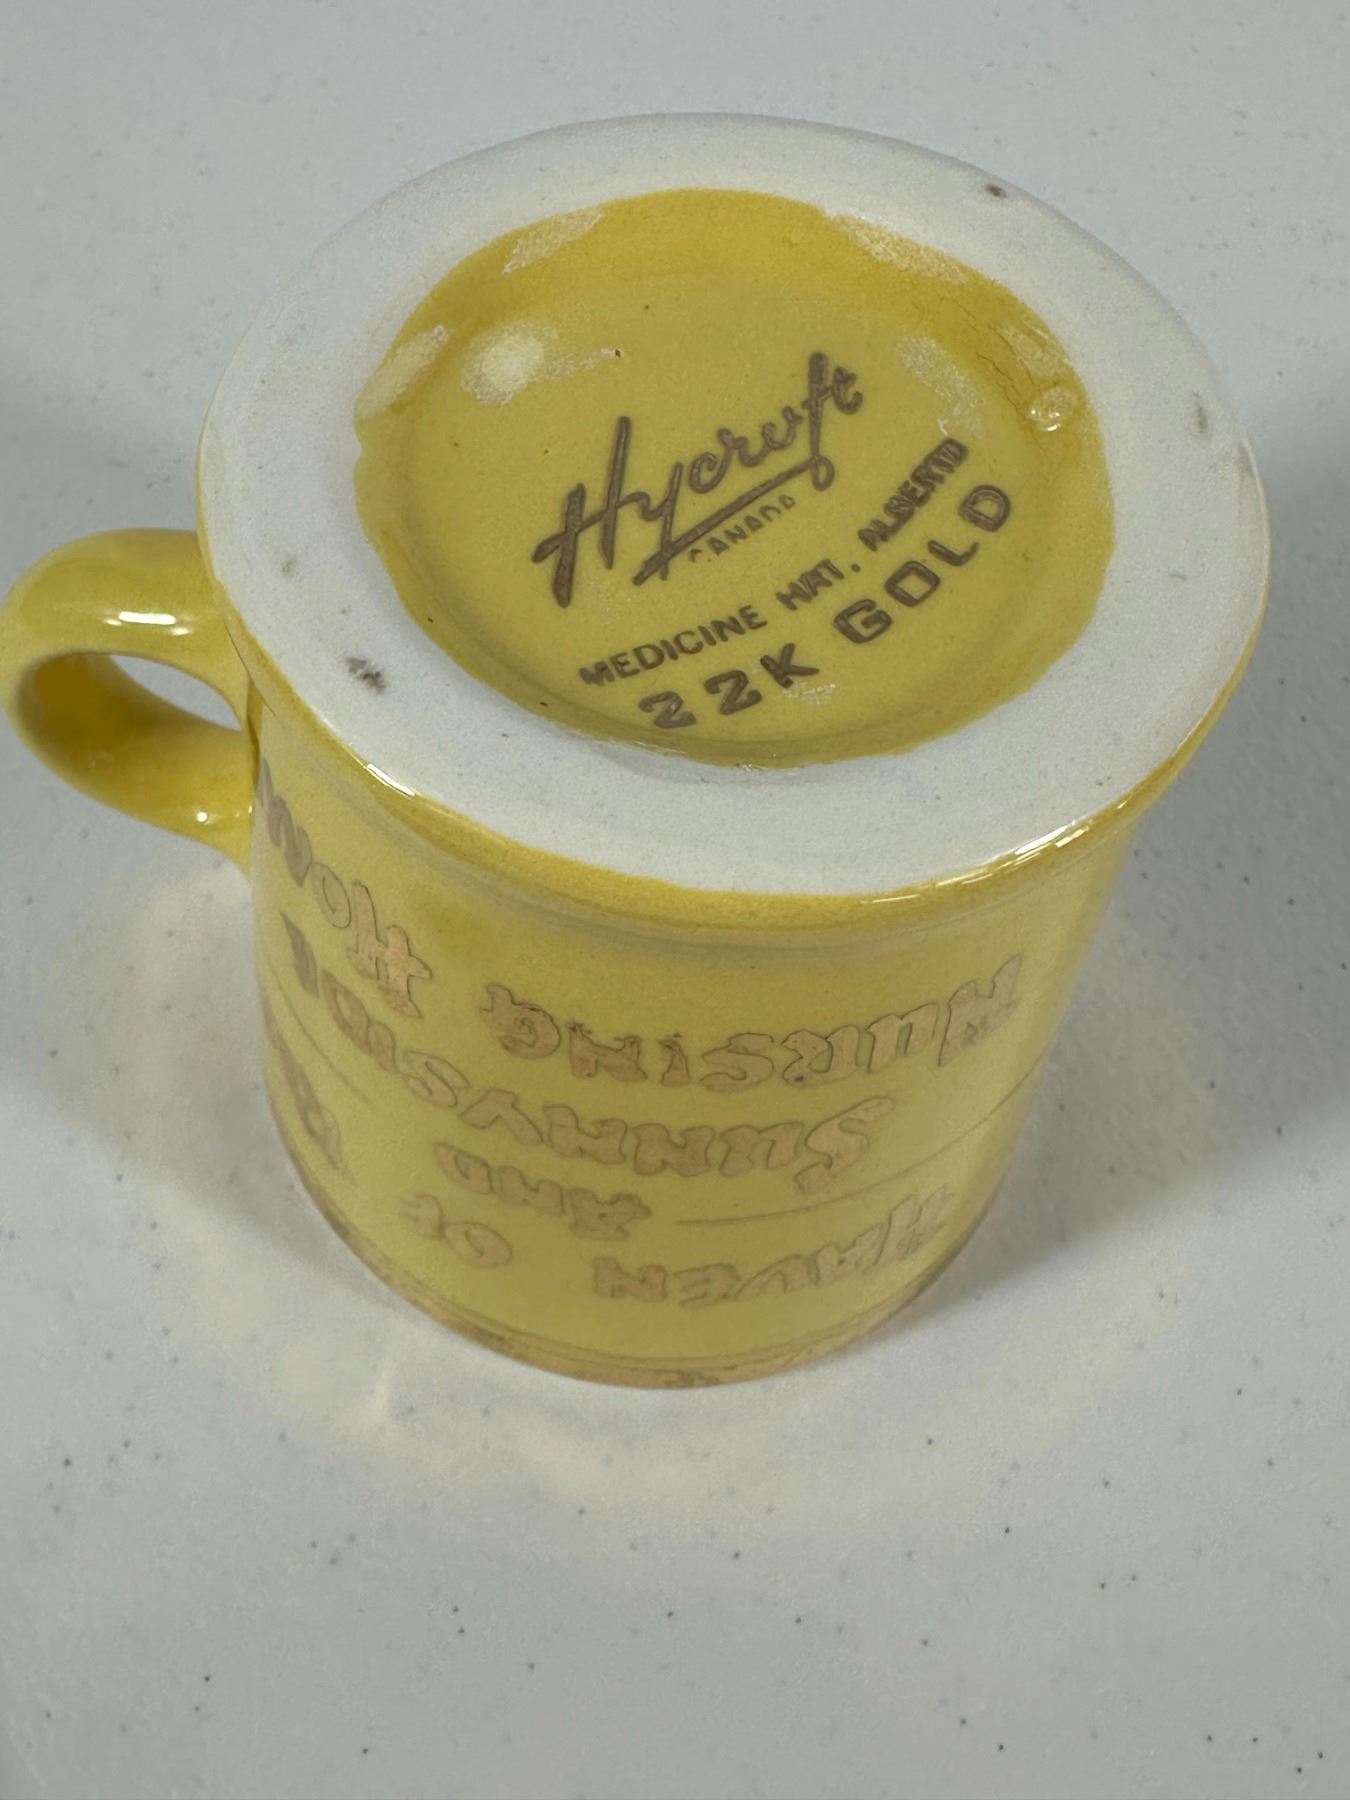 Hycroft
CANADA
MEDICINE HAT. ALBERTA
22K GOLD
HAVEN OF
AND
SUNNYSIDE
NURSING HOME